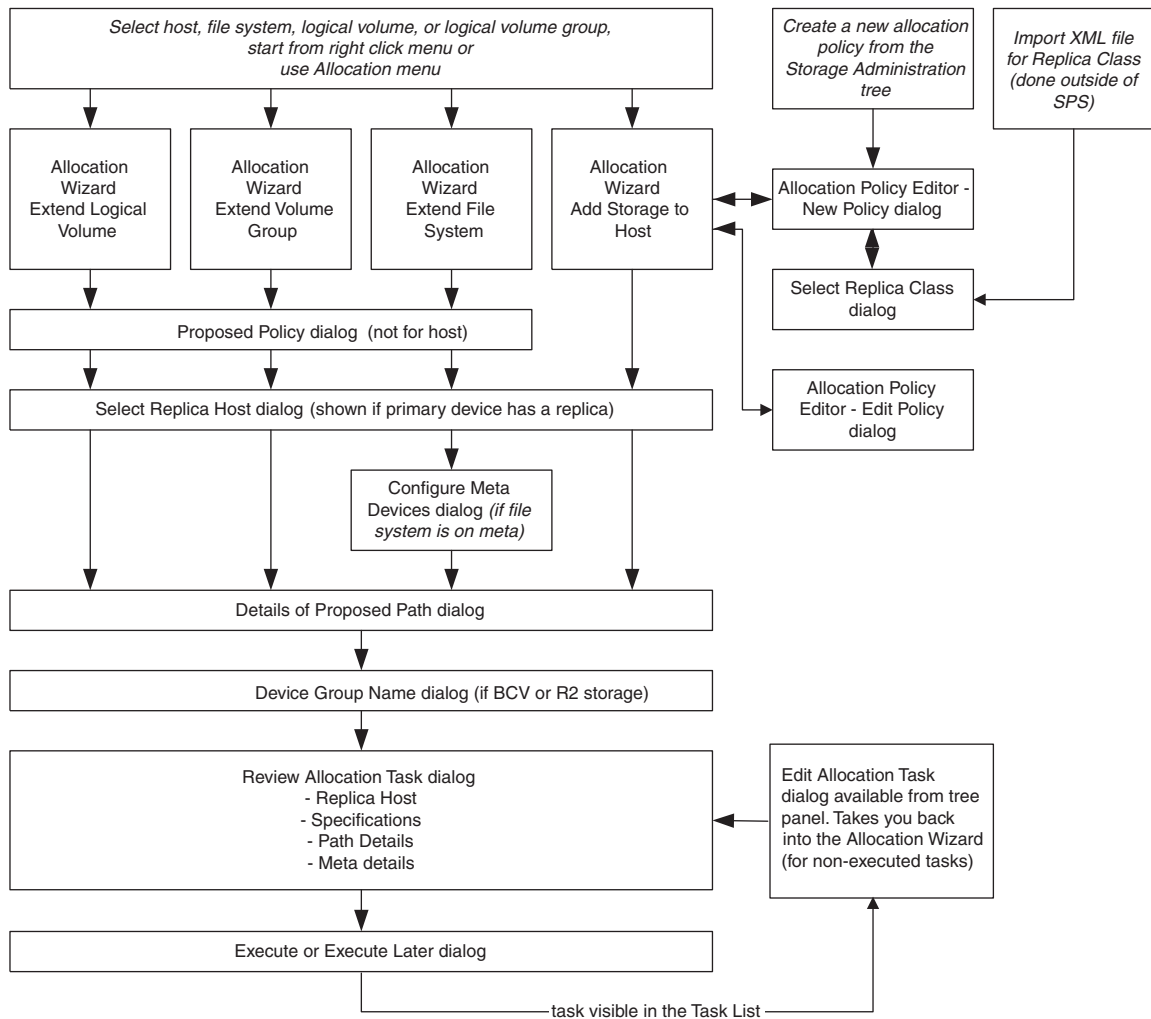 Select host, file system, logical volume, or logical volume group,
start from right click menu or
use Allocation menu
Create a new allocation
policy from the
Storage Administration
tree
Import XML file
for Replica Class
(done outside of
SPS)
Allocation
Wizard
Extend Logical
Volume
Allocation
Wizard
Extend Volume
Group
Allocation
Wizard
Extend File
System
Allocation
Wizard
Add Storage to
Host
Allocation Policy Editor -
New Policy dialog
Select Replica Class
dialog
Proposed Policy dialog (not for host)
Allocation Policy
Editor - Edit Policy
dialog
Select Replica Host dialog (shown if primary device has a replica)
Configure Meta
Devices dialog (if file
system is on meta)
Details of Proposed Path dialog
Device Group Name dialog (if BCV or R2 storage)
Review Allocation Task dialog
- Replica Host
- Specifications
- Path Details
- Meta details
Edit Allocation Task
dialog available from tree
panel. Takes you back
into the Allocation Wizard
(for non-executed tasks)
Execute or Execute Later dialog
task visible in the Task List